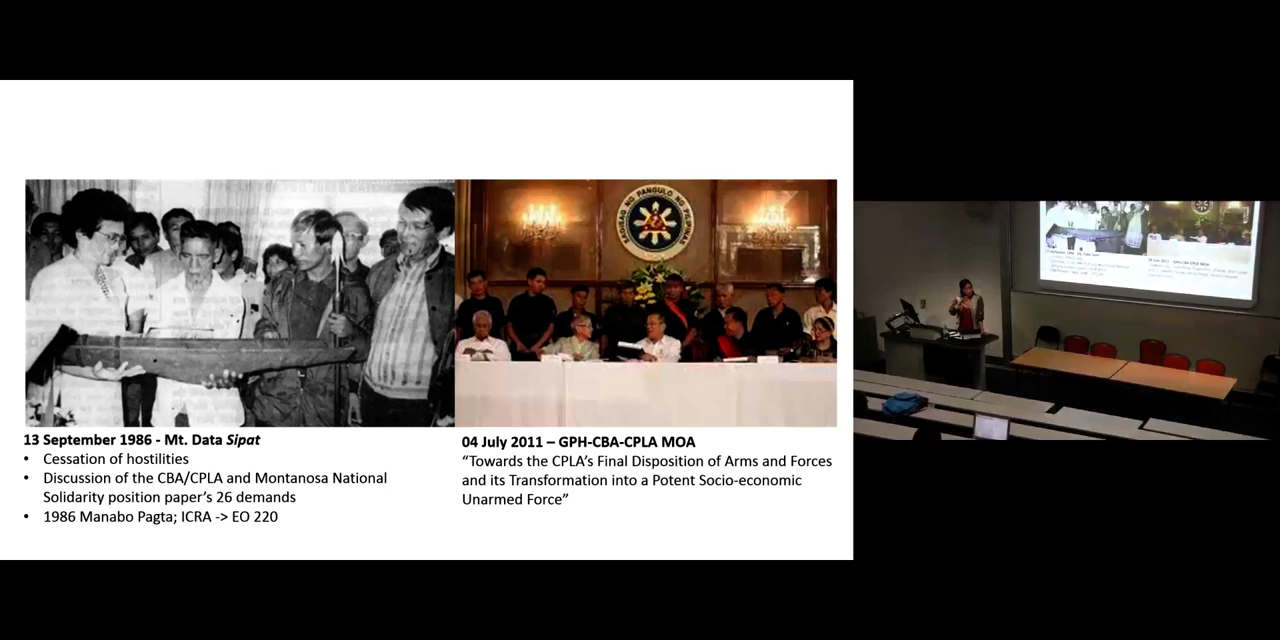 13 September 1986 - Mt. Data Sipat
• Cessation of hostilities
• Discussion of the CBA/CPLA and Montanosa National
Solidarity position paper's 26 demands
• 1986 Manabo Pagta; ICRA -> EO 220
SAGISAG NG PANGULO NG PILIPINAS
04 July 2011 – GPH-CBA-CPLA MOA
“Towards the CPLA’s Final Disposition of Arms and Forces
and its Transformation into a Potent Socio-economic
Unarmed Force”